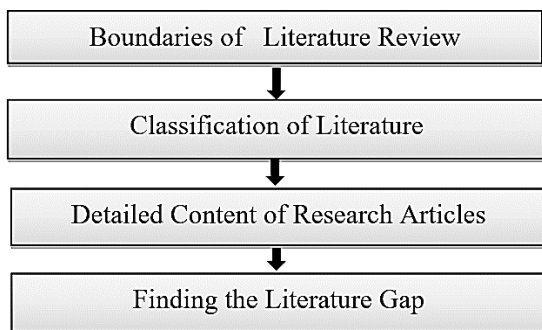 Boundaries of Literature Review
Classification of Literature
Detailed Content of Research Articles
Finding the Literature Gap